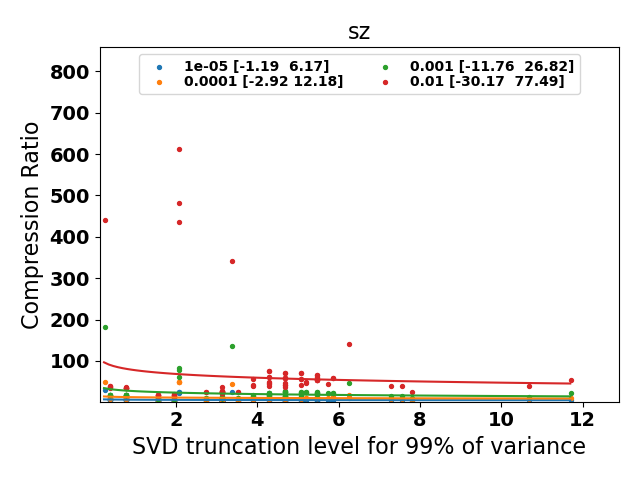 sz
1e-05 [-1.19  6.17]
0.0001 [-2.92 12.18]
0.001 [-11.76  26.82]
0.01 [-30.17  77.49]
Compression Ratio
800
700
600
500
400
300
200
100
2 4 6 8 10 12
SVD truncation level for 99% of variance